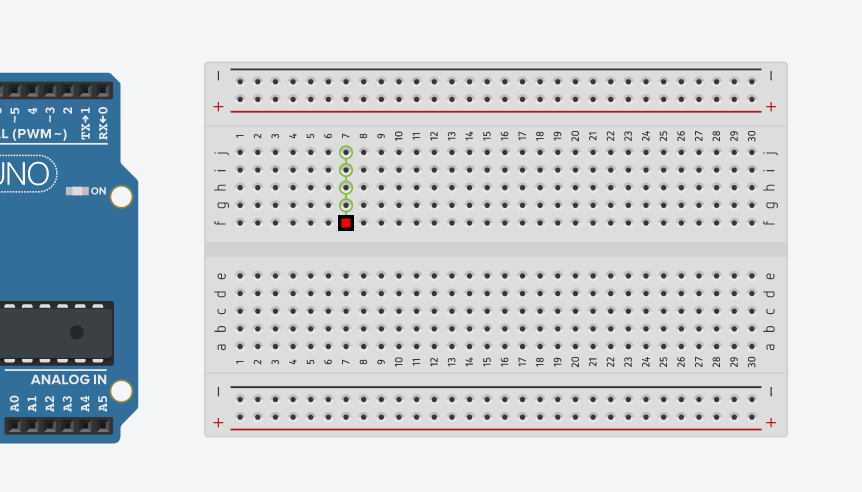 ~5 4 ~3 2 TX→1 RX←0
L (PWM~)
UNO
ON
ANALOG IN
A0 A1 A2 A3 A4 A5
− −
+ +
1 2 3 4 5 6 7 8 9 10 11 12 13 14 15 16 17 18 19 20 21 22 23 24 25 26 27 28 29 30
j j
i i
h h
g g
f f
e e
d d
c c
b b
a a
1 2 3 4 5 6 7 8 9 10 11 12 13 14 15 16 17 18 19 20 21 22 23 24 25 26 27 28 29 30
− −
+ +